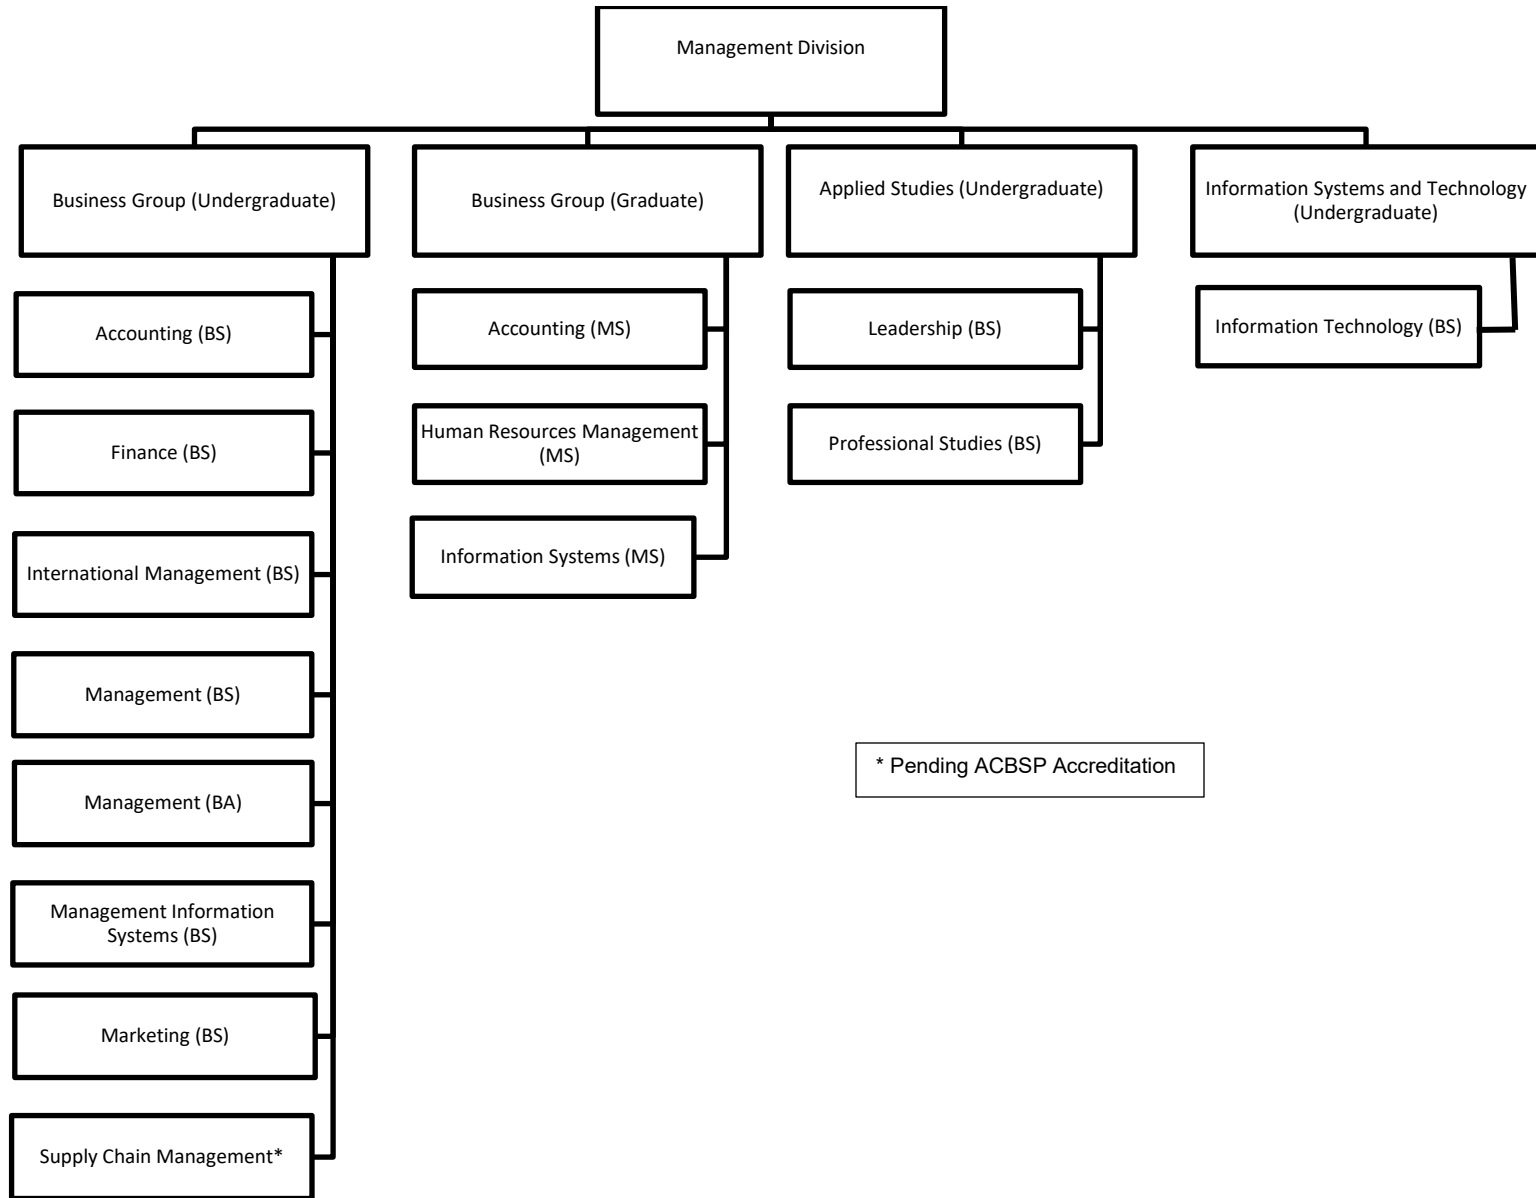 Management Division
Business Group (Undergraduate)
Business Group (Graduate)
Applied Studies (Undergraduate)
Information Systems and Technology
(Undergraduate)
Accounting (BS)
Finance (BS)
International Management (BS)
Management (BS)
Management (BA)
Management Information
Systems (BS)
Marketing (BS)
Supply Chain Management*
Accounting (MS)
Human Resources Management
(MS)
Information Systems (MS)
Leadership (BS)
Professional Studies (BS)
Information Technology (BS)
* Pending ACBSP Accreditation